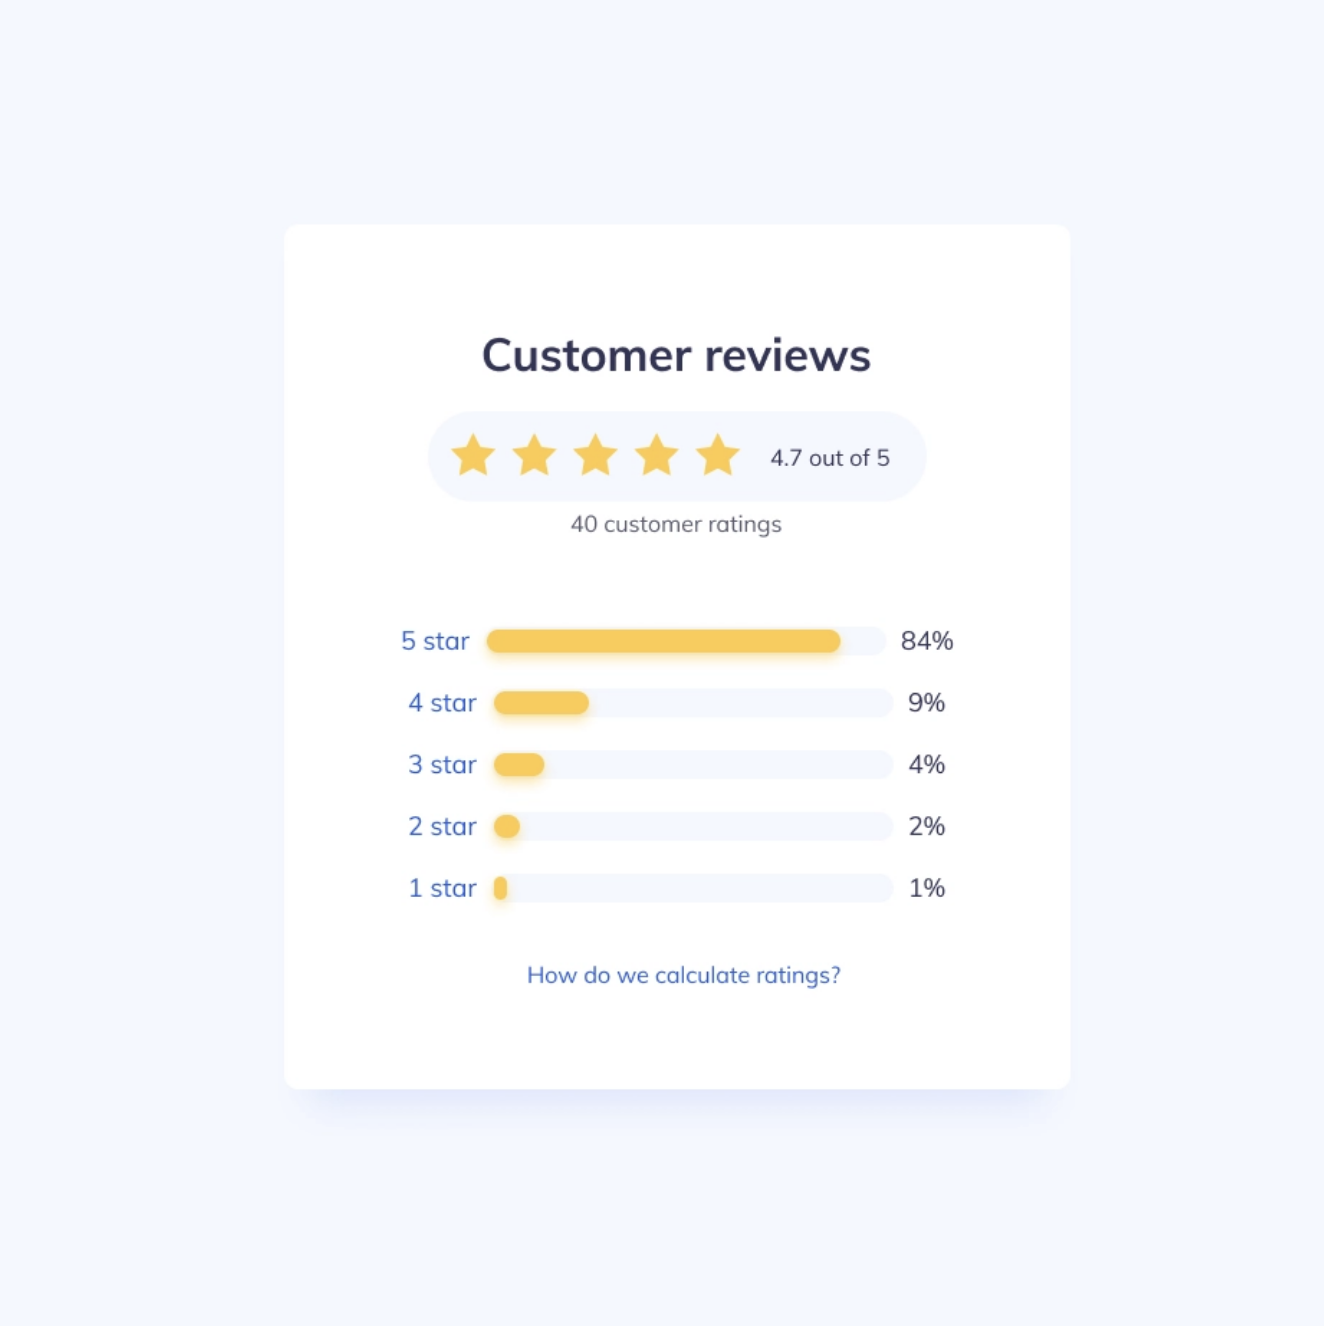 Customer reviews
4.7 out of 5
40 customer ratings
5 star 84%
4 star 9%
3 star 4%
2 star 2%
1 star 1%
How do we calculate ratings?